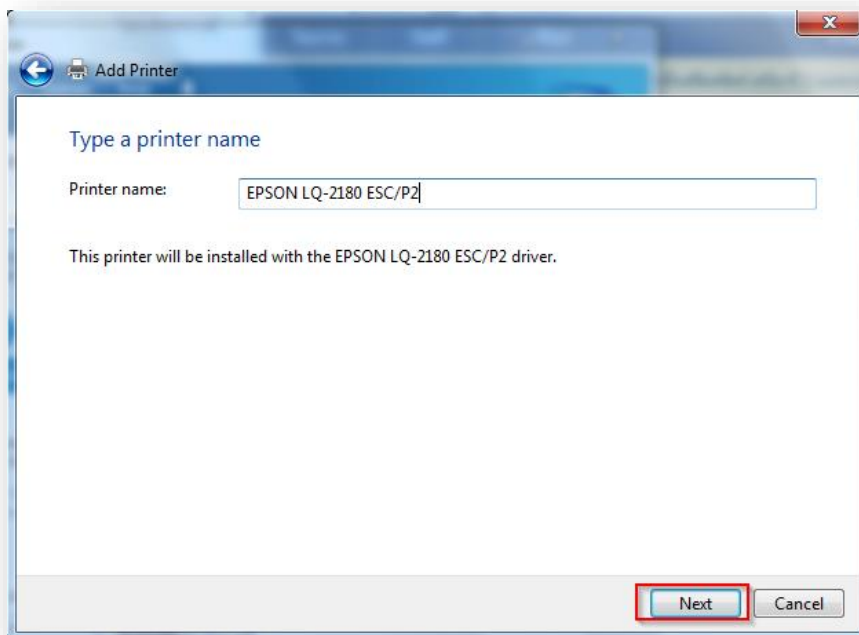 Add Printer
Type a printer name
Printer name: EPSON LQ-2180 ESC/P2
This printer will be installed with the EPSON LQ-2180 ESC/P2 driver.
Next Cancel